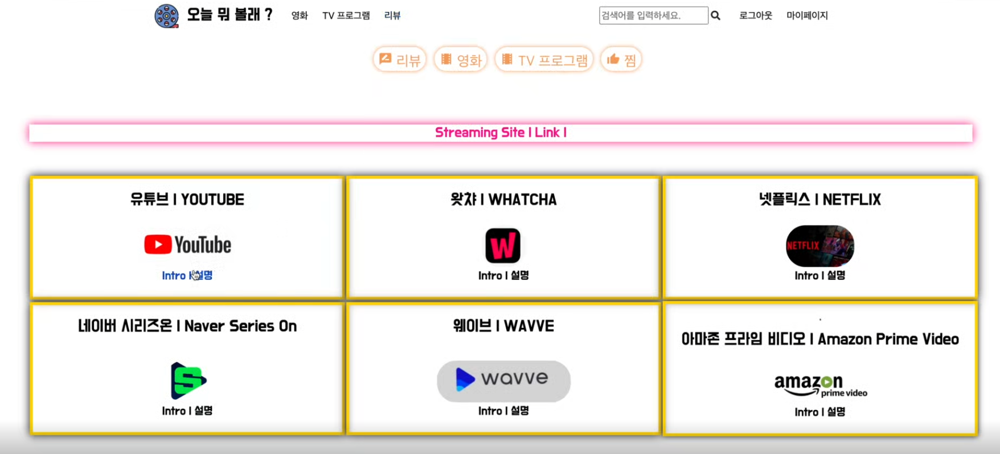 오늘 뭐 볼래 ? 영화 TV 프로그램 리뷰 검색어를 입력하세요. 로그아웃 마이페이지
리뷰 영화 TV 프로그램 찜
Streaming Site I Link I
유튜브 I YOUTUBE
YouTube
Intro I 설명
왓챠 I WHATCHA
W
Intro I 설명
넷플릭스 I NETFLIX
NETFLIX
Intro I 설명
네이버 시리즈온 I Naver Series On
S
Intro I 설명
웨이브 I WAVVE
wavve
Intro I 설명
아마존 프라임 비디오 I Amazon Prime Video
amazon
prime video
Intro I 설명